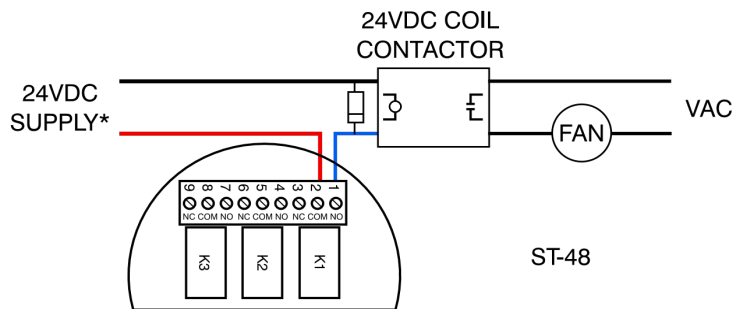 24VDC COIL
CONTACTOR
24VDC
SUPPLY*
VAC
FAN
9 8 7 6 5 4 3 2 1
NC COM NO NC COM NO NC COM NO
K3 K2 K1
ST-48